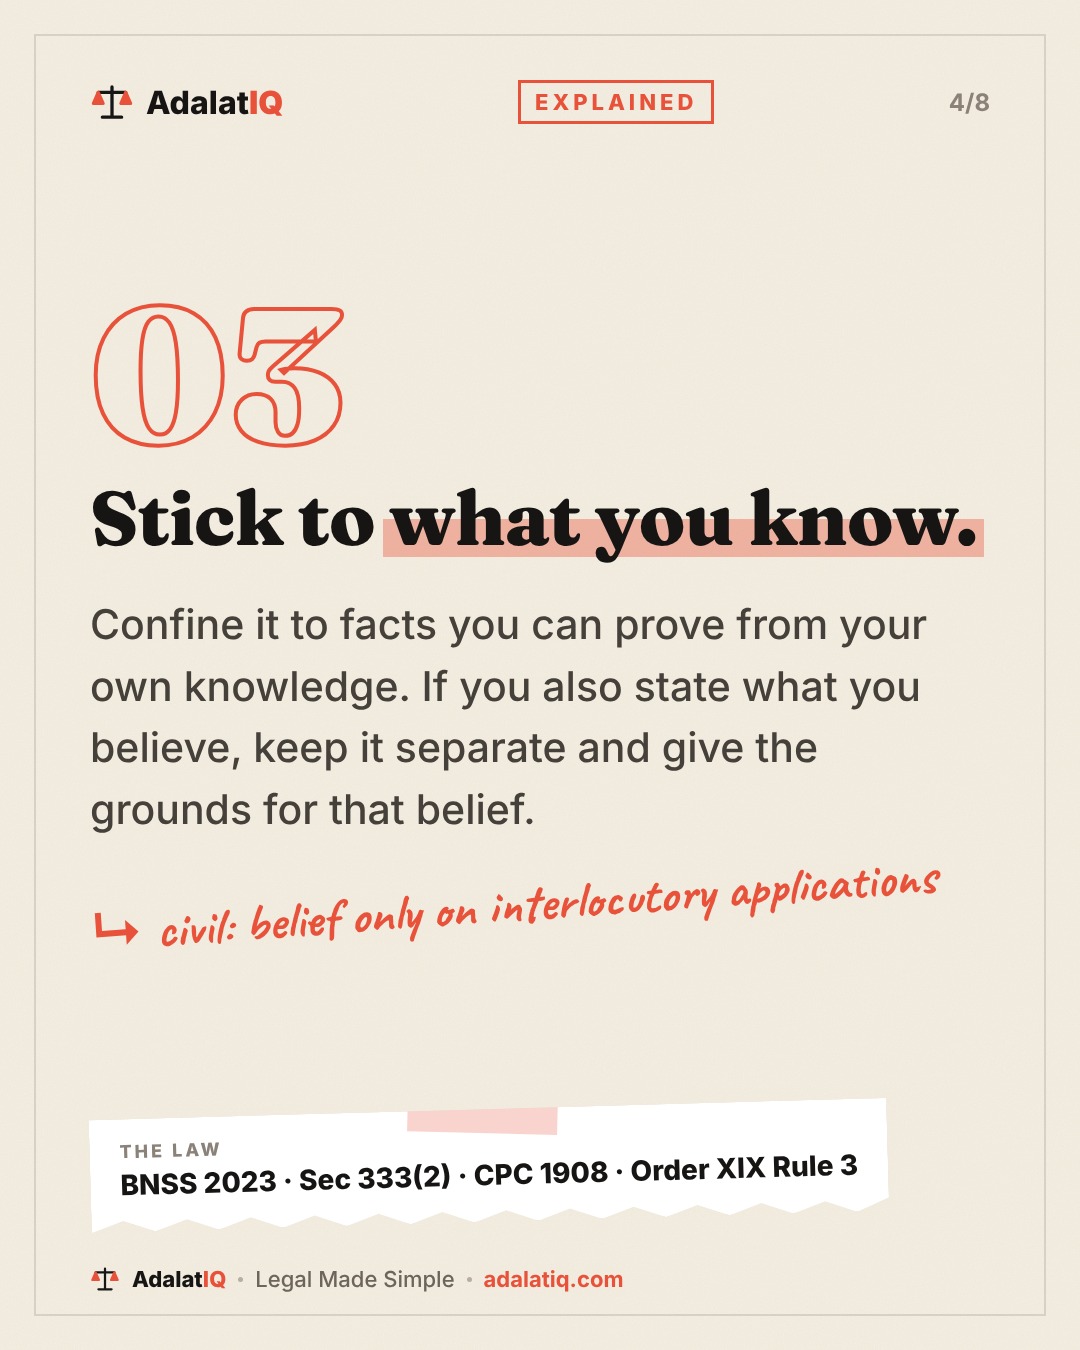 AdalatIQ
EXPLAINED
4/8
03
Stick to what you know.
Confine it to facts you can prove from your
own knowledge. If you also state what you
believe, keep it separate and give the
grounds for that belief.
↳ civil: belief only on interlocutory applications
THE LAW
BNSS 2023 · Sec 333(2) · CPC 1908 · Order XIX Rule 3
AdalatIQ • Legal Made Simple • adalatiq.com